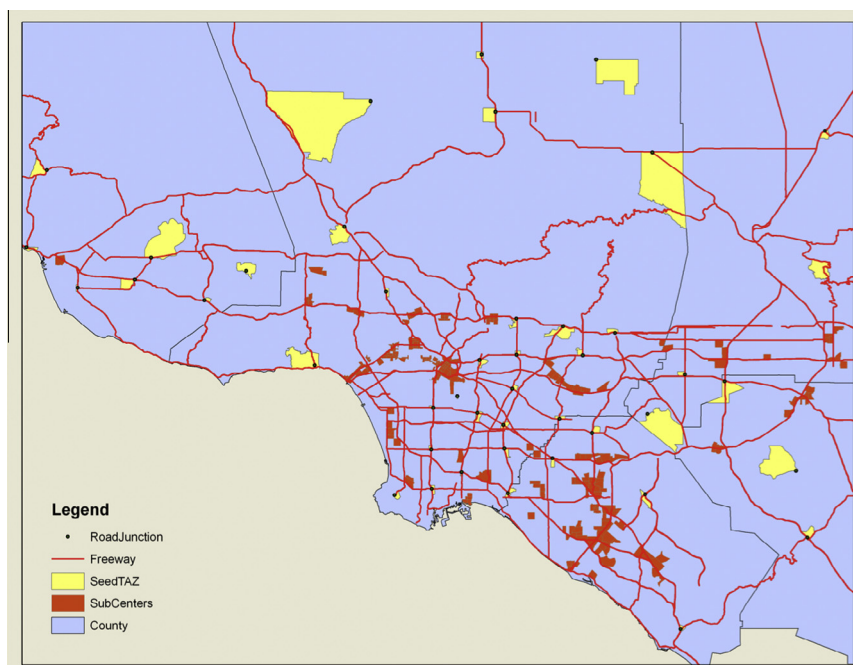 Legend
RoadJunction
Freeway
SeedTAZ
SubCenters
County